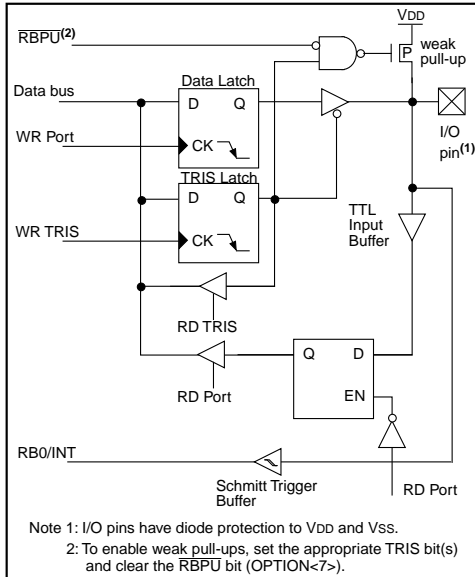 VDD
RBPU(2)
P
weak
pull-up
Data bus
Data Latch
D Q
I/O
pin(1)
WR Port
CK
TRIS Latch
D Q
TTL
Input
Buffer
WR TRIS
CK
RD TRIS
Q D
RD Port
EN
RB0/INT
Schmitt Trigger
Buffer
RD Port
Note 1: I/O pins have diode protection to VDD and VSS.
2: To enable weak pull-ups, set the appropriate TRIS bit(s)
and clear the RBPU bit (OPTION<7>).